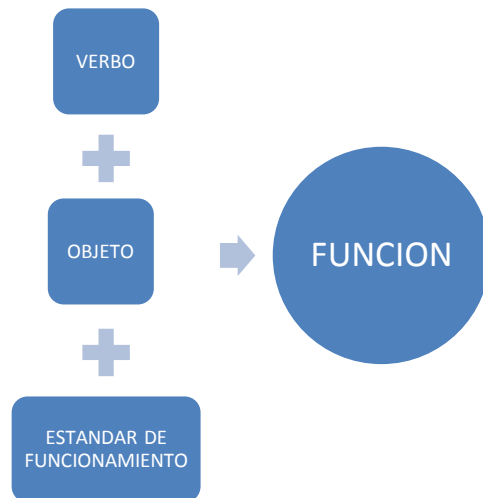 VERBO
OBJETO
ESTANDAR DE
FUNCIONAMIENTO
FUNCION